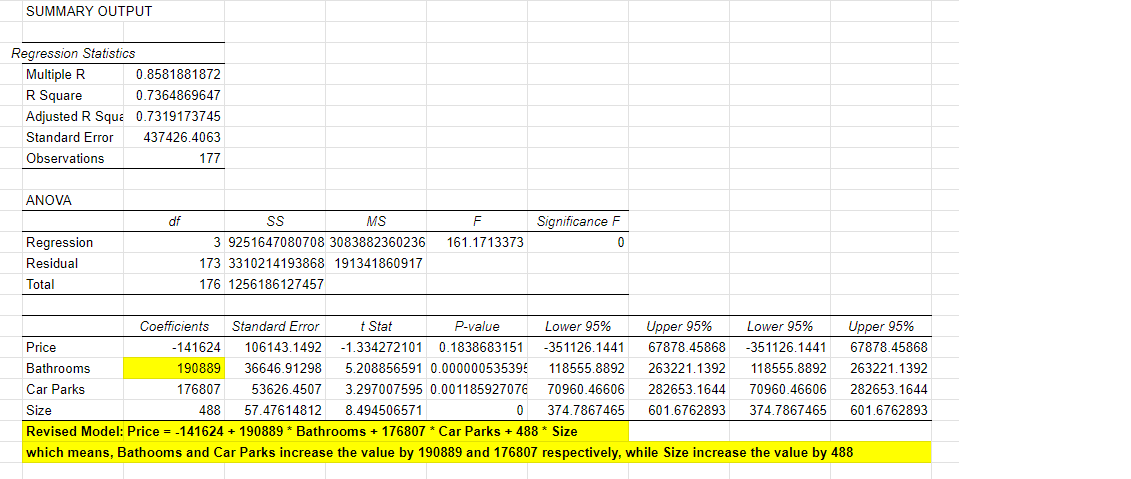 SUMMARY OUTPUT
Regression Statistics
Multiple R 0.8581881872
R Square 0.7364869647
Adjusted R Squa 0.7319173745
Standard Error 437426.4063
Observations 177
ANOVA
df SS MS F Significance F
Regression 3 9251647080708 3083882360236 161.1713373 0
Residual 173 3310214193868 191341860917
Total 176 1256186127457
Coefficients Standard Error t Stat P-value Lower 95% Upper 95% Lower 95% Upper 95%
Price -141624 106143.1492 -1.334272101 0.1838683151 -351126.1441 67878.45868 -351126.1441 67878.45868
Bathrooms 190889 36646.91298 5.208856591 0.000000535395 118555.8892 263221.1392 118555.8892 263221.1392
Car Parks 176807 53626.4507 3.297007595 0.001185927076 70960.46606 282653.1644 70960.46606 282653.1644
Size 488 57.47614812 8.494506571 0 374.7867465 601.6762893 374.7867465 601.6762893
Revised Model: Price = -141624 + 190889 * Bathrooms + 176807 * Car Parks + 488 * Size
which means, Bathooms and Car Parks increase the value by 190889 and 176807 respectively, while Size increase the value by 488